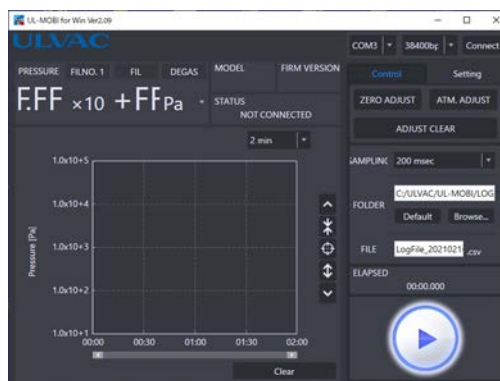 UL-MOBI for Win Ver2.09
ULVAC
COM3 38400bp Connect
PRESSURE FILNO. 1 FIL DEGAS
F.FF ×10 +FF Pa
MODEL FIRM VERSION
STATUS
NOT CONNECTED
Control Setting
ZERO ADJUST ATM. ADJUST
ADJUST CLEAR
SAMPLING 200 msec
FOLDER C:/ULVAC/UL-MOBI/LOG
Default Browse...
FILE LogFile_2021021 .csv
ELAPSED
00:00.000
2 min
Pressure [Pa]
1.0x10+5
1.0x10+4
1.0x10+3
1.0x10+2
1.0x10+1
00:00 00:30 01:00 01:30 02:00
Clear